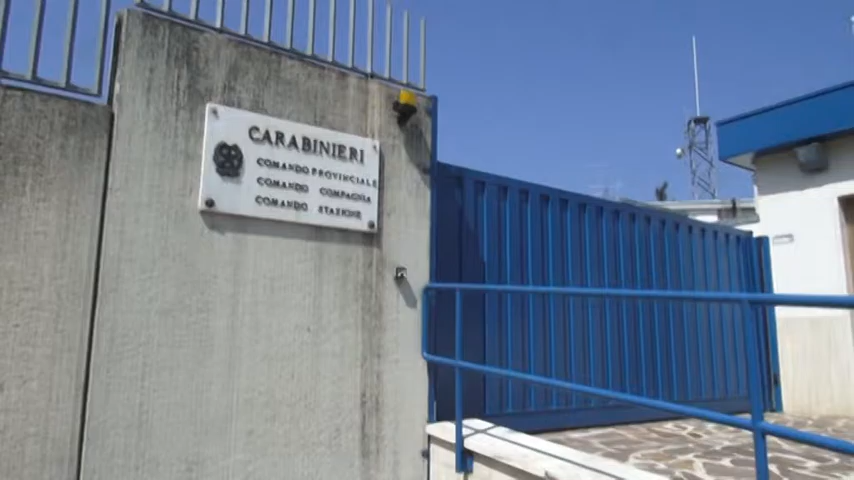 CARABINIERI
COMANDO PROVINCIALE
COMANDO COMPAGNIA
COMANDO STAZIONE